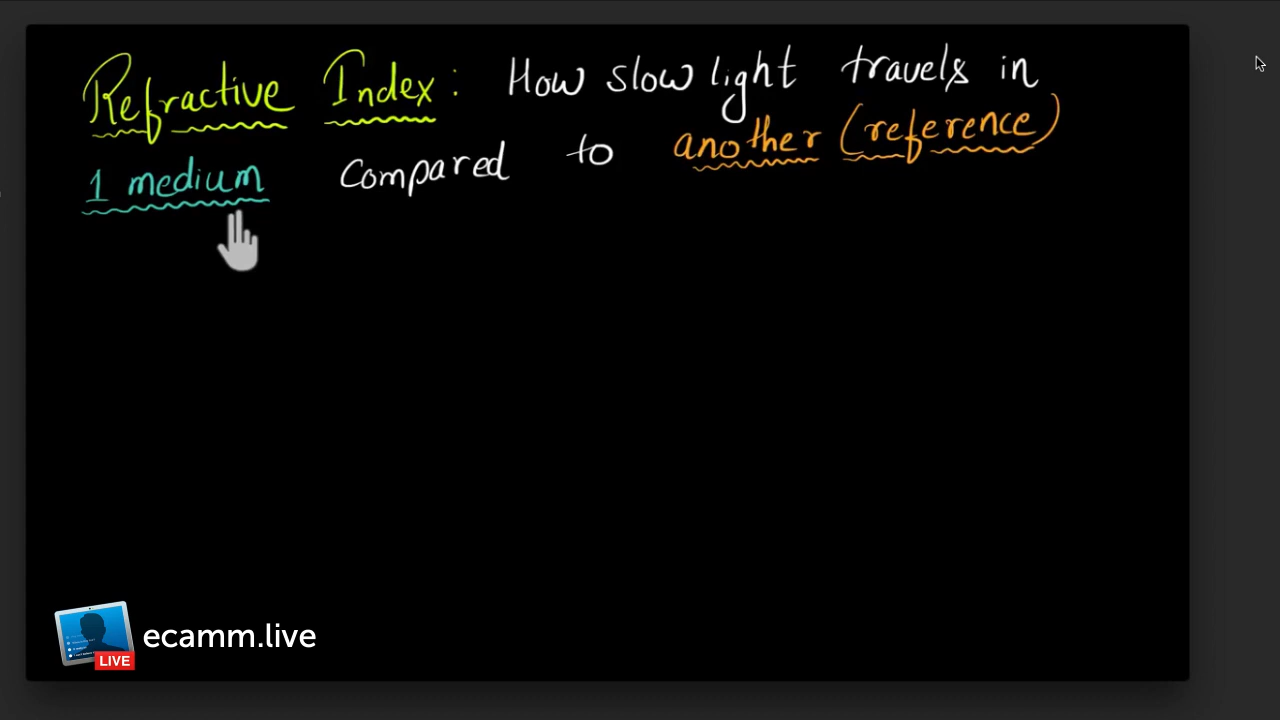 Refractive Index: How slow light travels in
1 medium compared to another (reference)
LIVE
ecamm.live